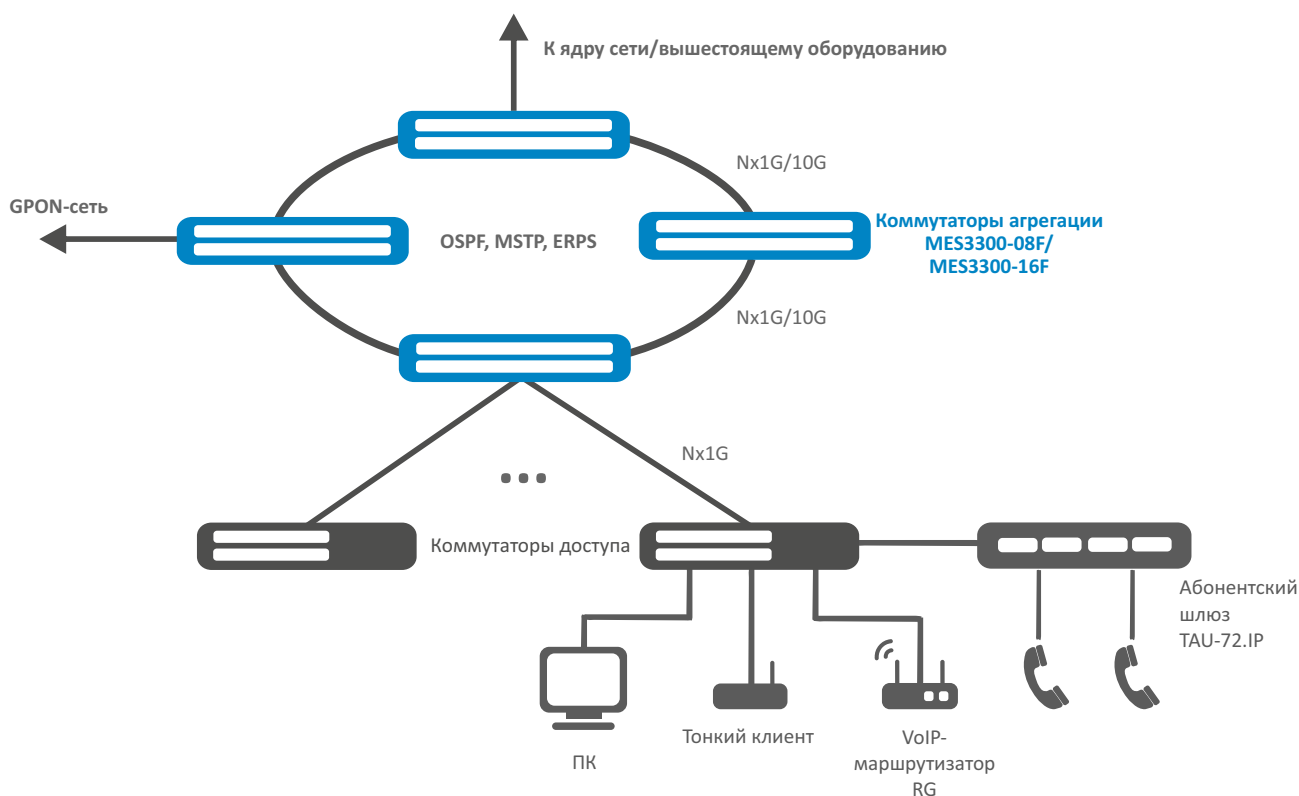 К ядру сети/вышестоящему оборудованию
Nx1G/10G
GPON-сеть
OSPF, MSTP, ERPS
Коммутаторы агрегации
MES3300-08F/
MES3300-16F
Nx1G/10G
Nx1G
Коммутаторы доступа
Абонентский
шлюз
TAU-72.IP
ПК
Тонкий клиент
VoIP-
маршрутизатор
RG